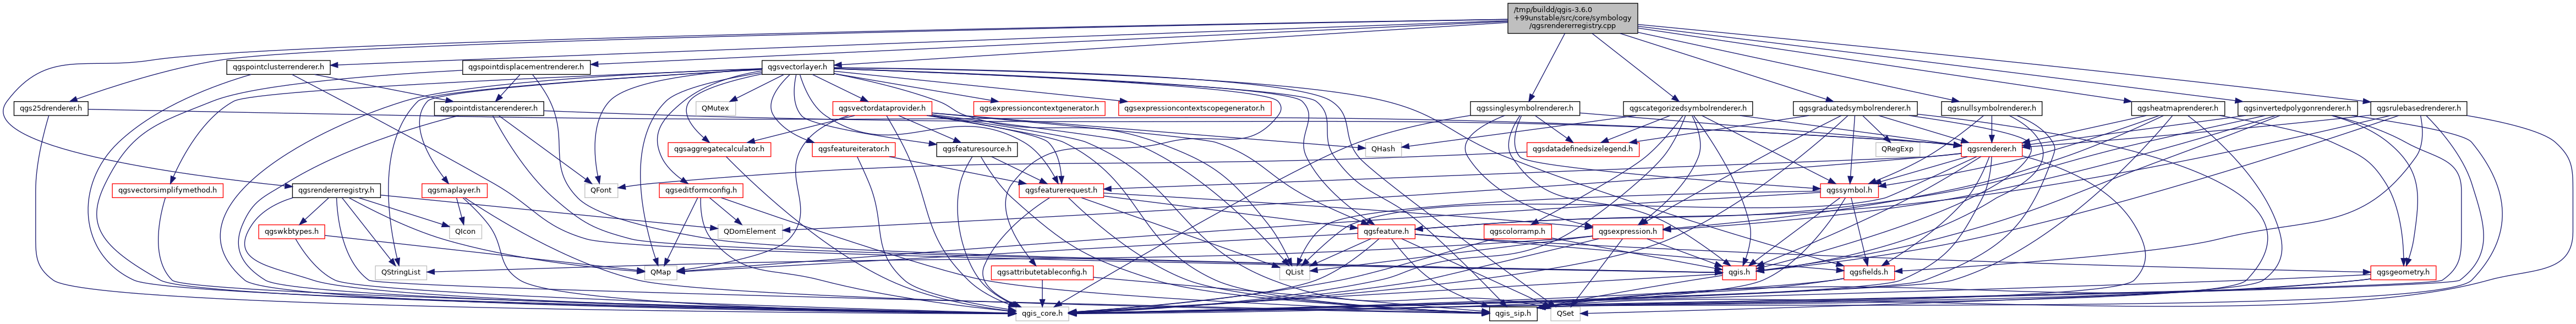 /tmp/buildd/qgis-3.6.0
+99unstable/src/core/symbology
/qgsrendererregistry.cpp
qgspointclusterrenderer.h
qgspointdisplacementrenderer.h
qgsvectorlayer.h
qgs25drenderer.h
qgspointdistancerenderer.h
QMutex
qgsvectordataprovider.h
qgsexpressioncontextgenerator.h
qgsexpressioncontextscopegenerator.h
qgssinglesymbolrenderer.h
qgscategorizedsymbolrenderer.h
qgsgraduatedsymbolrenderer.h
qgsnullsymbolrenderer.h
qgsheatmaprenderer.h
qgsinvertedpolygonrenderer.h
qgsrulebasedrenderer.h
qgsaggregatecalculator.h
qgsfeatureiterator.h
qgsfeaturesource.h
QHash
qgsdatadefinedsizelegend.h
QRegExp
qgsrenderer.h
qgsvectorsimplifymethod.h
qgsrendererregistry.h
qgsmaplayer.h
QFont
qgseditformconfig.h
qgsfeaturerequest.h
qgssymbol.h
qgswkbtypes.h
QIcon
QDomElement
qgsfeature.h
qgscolorramp.h
qgsexpression.h
QStringList
QMap
qgsattributetableconfig.h
QList
qgis.h
qgsfields.h
qgsgeometry.h
qgis_core.h
qgis_sip.h
QSet